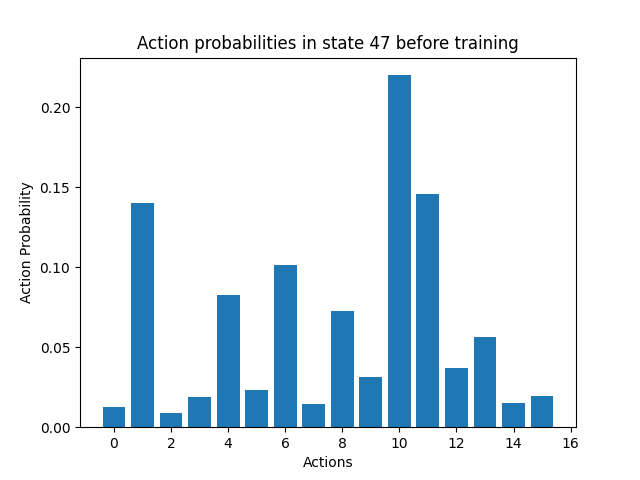 Action probabilities in state 47 before training
Action Probability
0.20
0.15
0.10
0.05
0.00
0 2 4 6 8 10 12 14 16
Actions